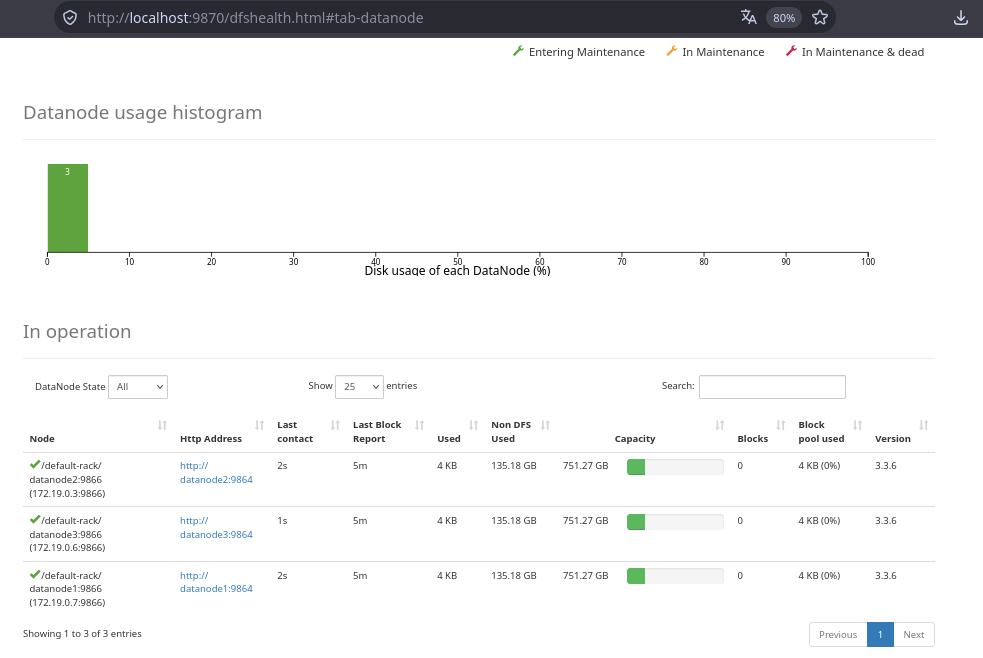 http://localhost:9870/dfshealth.html#tab-datanode 80%
Entering Maintenance In Maintenance In Maintenance & dead
Datanode usage histogram
3
0 10 20 30 40 50 60 70 80 90 100
Disk usage of each DataNode (%)
In operation
DataNode State All Show 25 entries Search:
Node Http Address Last contact Last Block Report Used Non DFS Used Capacity Blocks Block pool used Version
/default-rack/ http:// 2s 5m 4 KB 135.18 GB 751.27 GB 0 4 KB (0%) 3.3.6
datanode2:9866 datanode2:9864
(172.19.0.3:9866)
/default-rack/ http:// 1s 5m 4 KB 135.18 GB 751.27 GB 0 4 KB (0%) 3.3.6
datanode3:9866 datanode3:9864
(172.19.0.6:9866)
/default-rack/ http:// 2s 5m 4 KB 135.18 GB 751.27 GB 0 4 KB (0%) 3.3.6
datanode1:9866 datanode1:9864
(172.19.0.7:9866)
Showing 1 to 3 of 3 entries Previous 1 Next